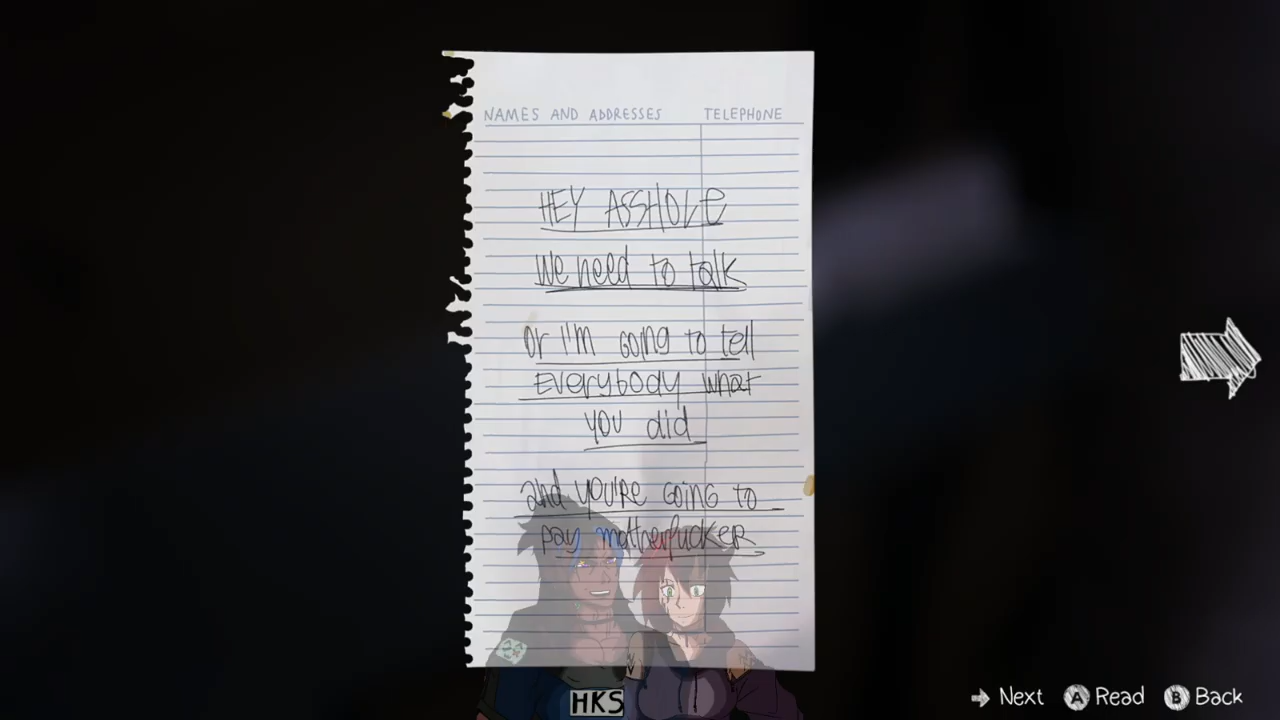 NAMES AND ADDRESSES TELEPHONE
HEY ASSHOLE
We need to talk
Or I'm going to tell
everybody what
you did
and you're going to
pay motherfucker
HKS
Next A Read B Back